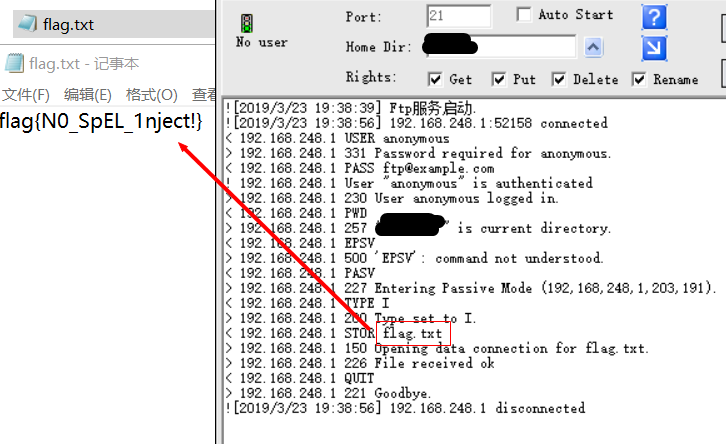 flag.txt
flag.txt - 记事本
文件(F) 编辑(E) 格式(O) 查看
flag{N0_SpEL_1nject!}
No user
Port: 21 Auto Start
Home Dir:
Rights: Get Put Delete Rename
![2019/3/23 19:38:39] Ftp服务启动.
![2019/3/23 19:38:56] 192.168.248.1:52158 connected
< 192.168.248.1 USER anonymous
> 192.168.248.1 331 Password required for anonymous.
< 192.168.248.1 PASS ftp@example.com
! 192.168.248.1 User "anonymous" is authenticated
> 192.168.248.1 230 User anonymous logged in.
< 192.168.248.1 PWD
> 192.168.248.1 257 " " is current directory.
< 192.168.248.1 EPSV
> 192.168.248.1 500 'EPSV': command not understood.
< 192.168.248.1 PASV
> 192.168.248.1 227 Entering Passive Mode (192,168,248,1,203,191).
< 192.168.248.1 TYPE I
> 192.168.248.1 200 Type set to I.
< 192.168.248.1 STOR flag.txt
> 192.168.248.1 150 Opening data connection for flag.txt.
> 192.168.248.1 226 File received ok
< 192.168.248.1 QUIT
> 192.168.248.1 221 Goodbye.
![2019/3/23 19:38:56] 192.168.248.1 disconnected